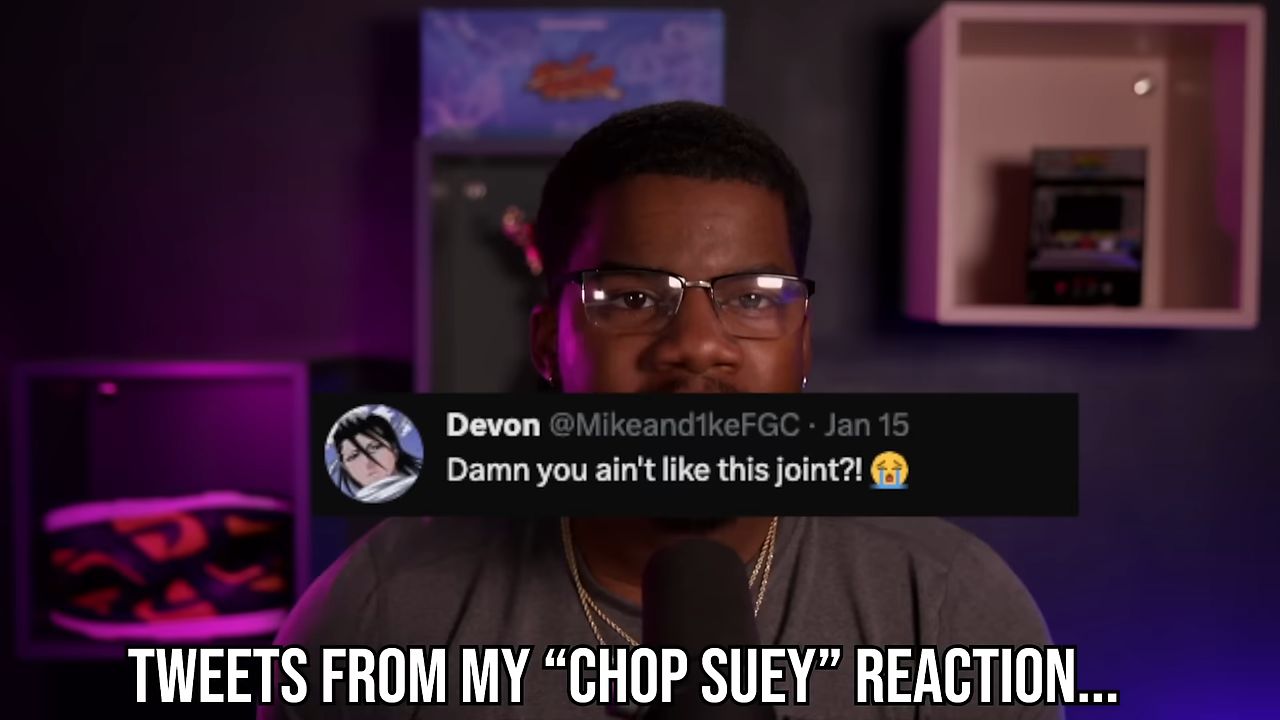 Devon @Mikeand1keFGC · Jan 15
Damn you ain't like this joint?! 😭
TWEETS FROM MY “CHOP SUEY” REACTION...